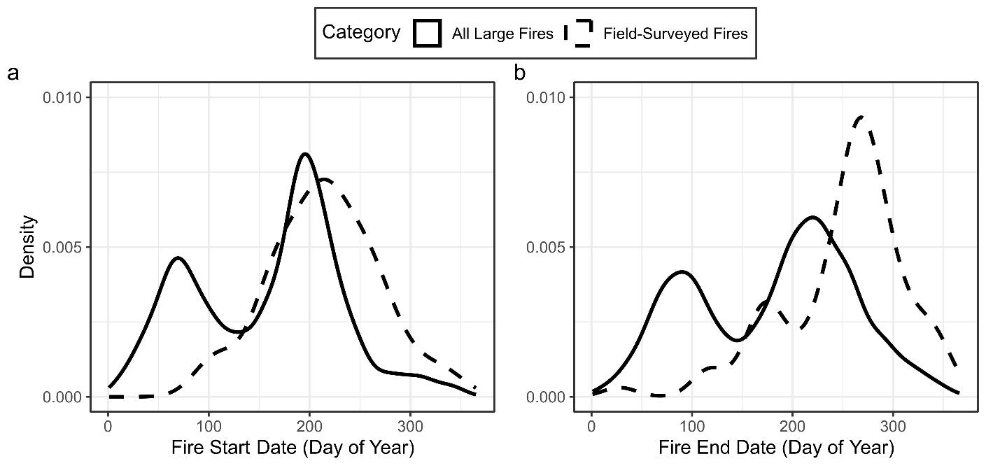 Category All Large Fires Field-Surveyed Fires
a
b
0.010
0.005
0.000
Density
0 100 200 300
Fire Start Date (Day of Year)
0.010
0.005
0.000
0 100 200 300
Fire End Date (Day of Year)